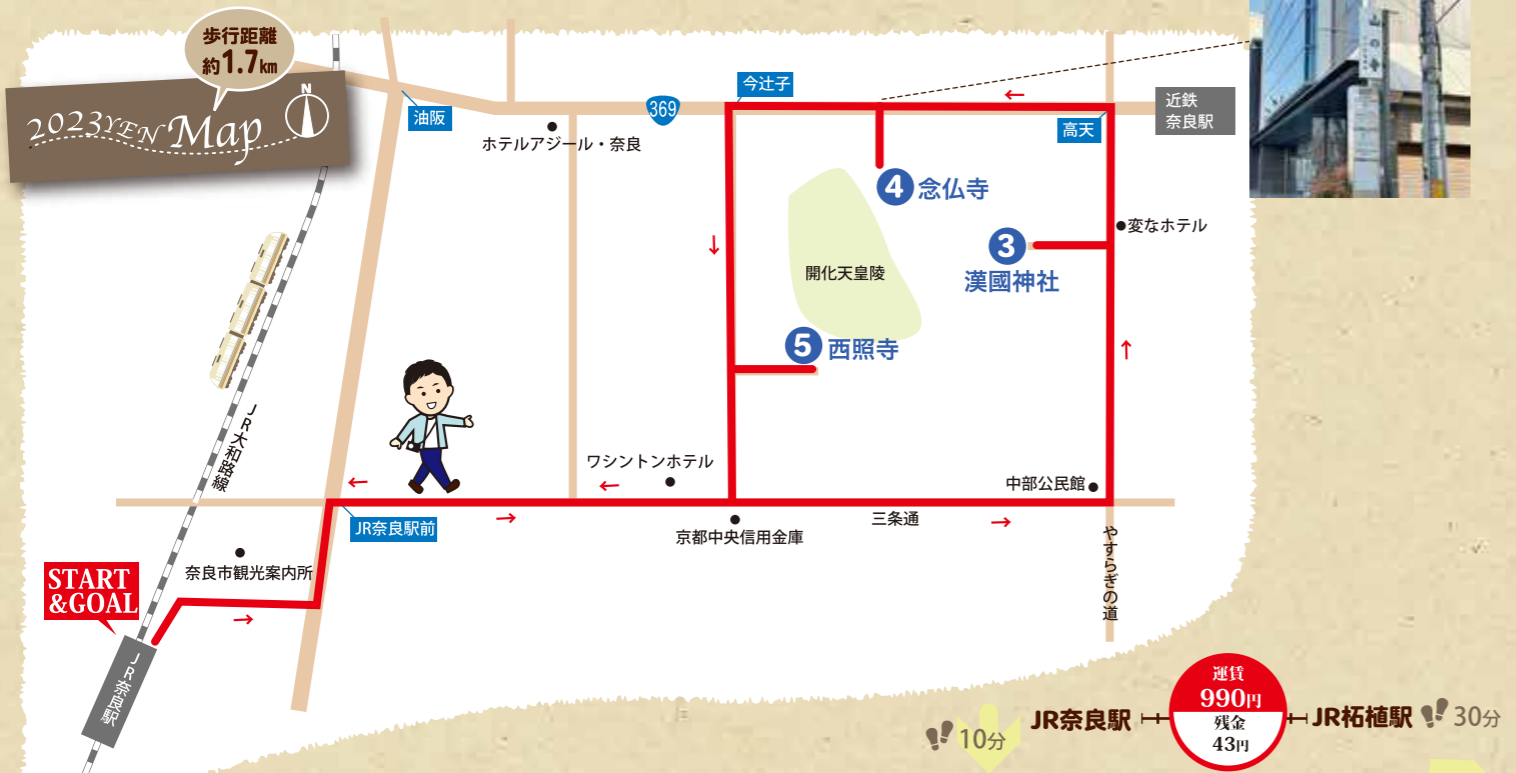 歩行距離
約1.7km
2023YEN Map
N
油阪
369
今辻子
高天
近鉄
奈良駅
ホテルアジール・奈良
4 念仏寺
3
漢國神社
変なホテル
開化天皇陵
5 西照寺
JR大和路線
ワシントンホテル
中部公民館
JR奈良駅前
京都中央信用金庫
三条通
やすらぎの道
奈良市観光案内所
START
&GOAL
JR奈良駅
10分
JR奈良駅
運賃
990円
残金
43円
JR柘植駅
30分